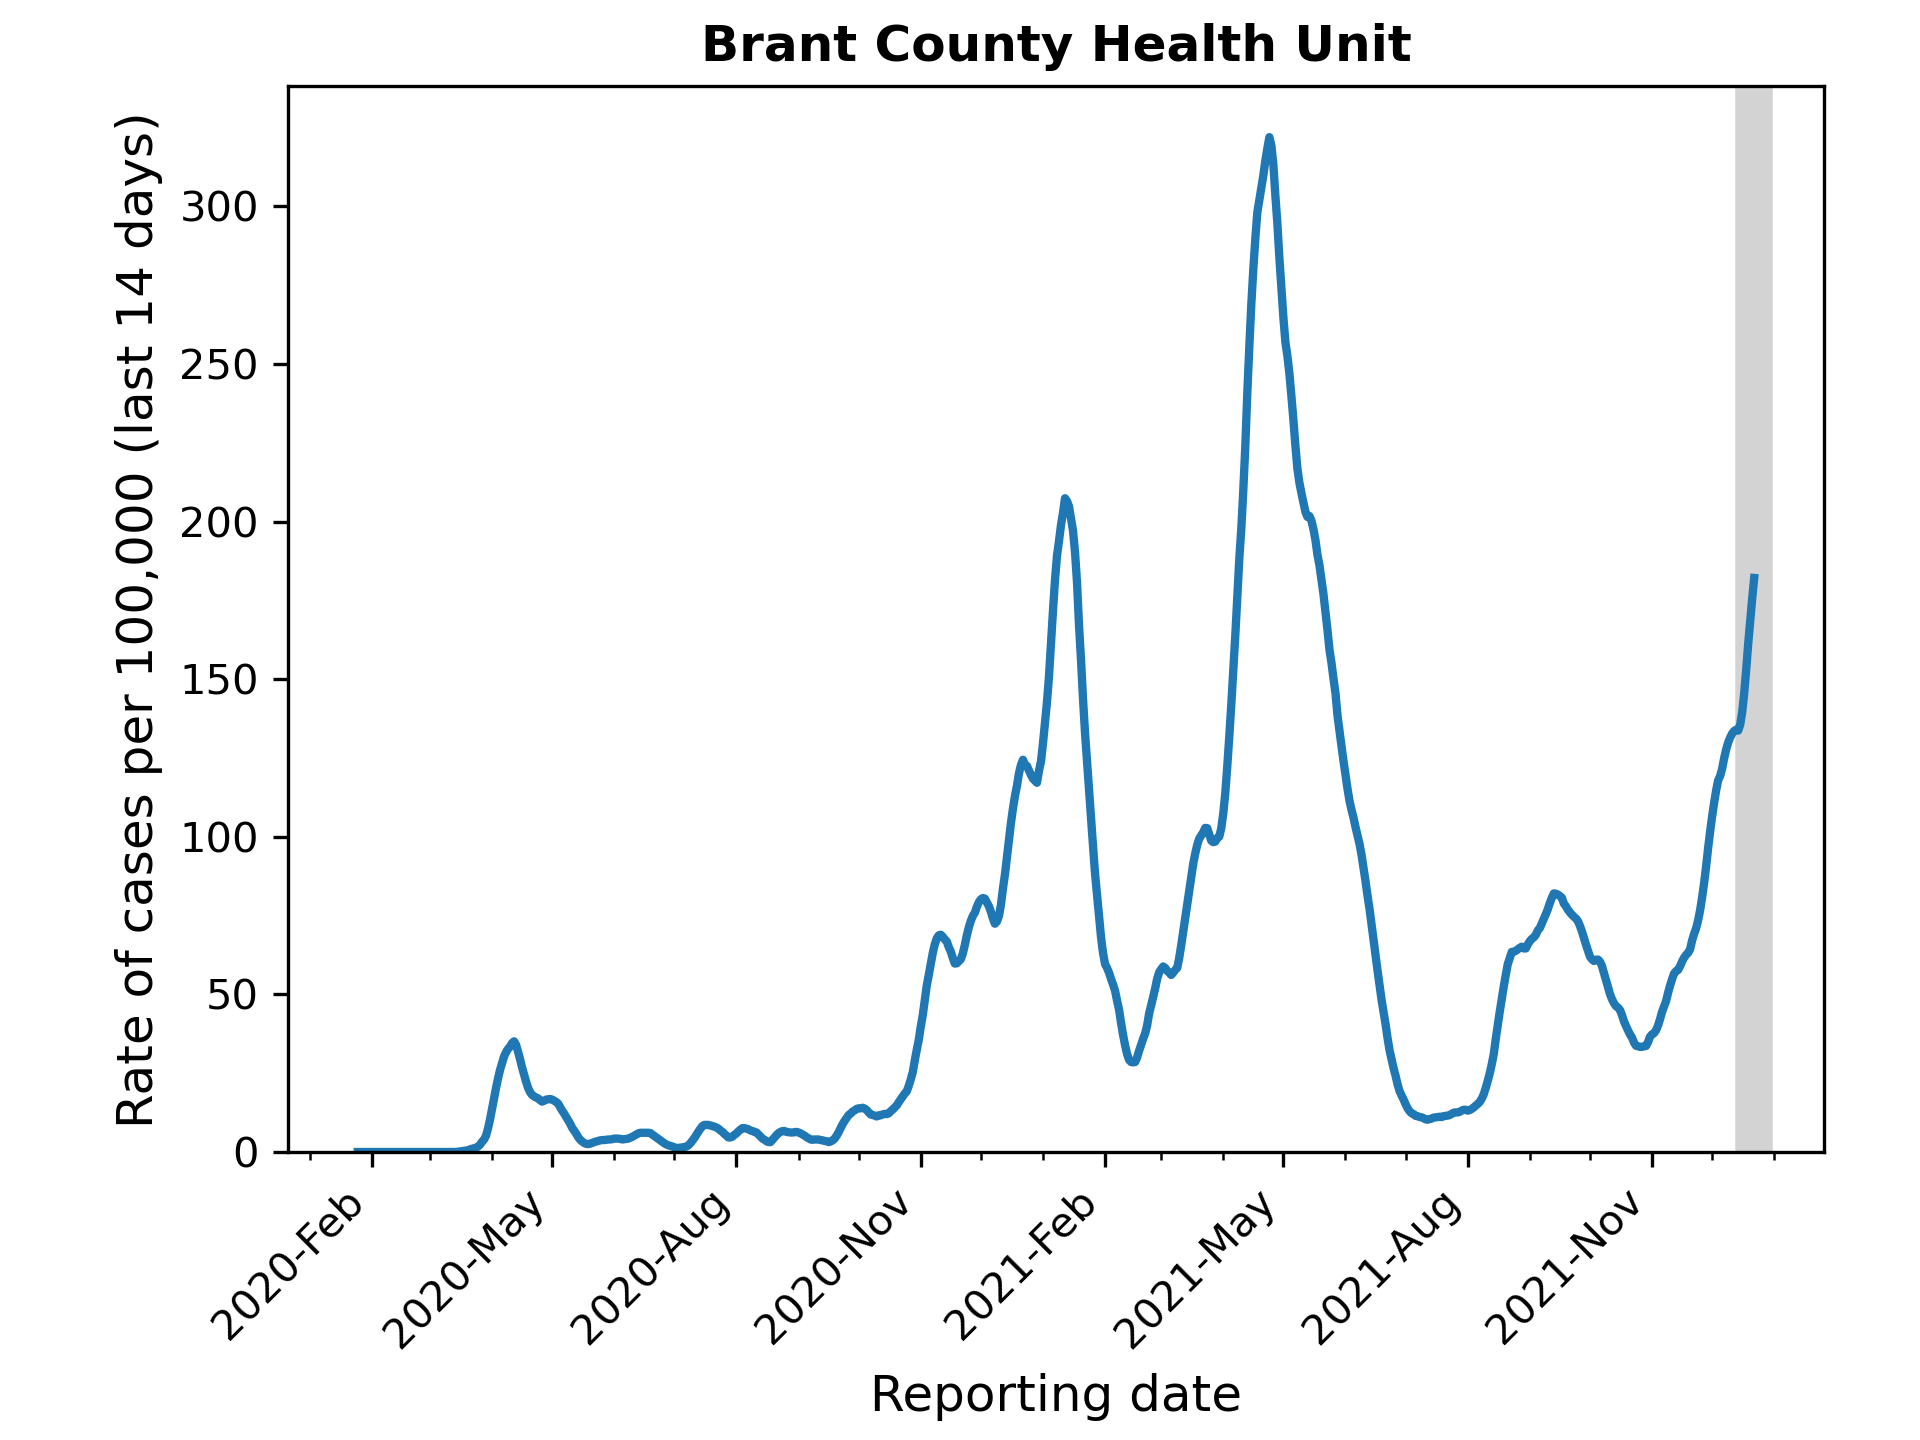 Brant County Health Unit
Rate of cases per 100,000 (last 14 days)
300
250
200
150
100
50
0
2020-Feb
2020-May
2020-Aug
2020-Nov
2021-Feb
2021-May
2021-Aug
2021-Nov
Reporting date